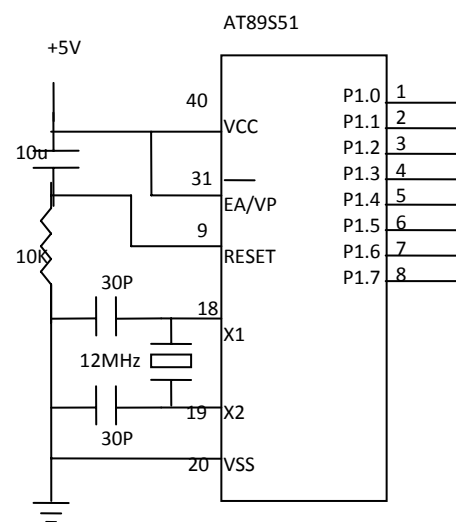 AT89S51
+5V
40
VCC
P1.0 1
P1.1 2
P1.2 3
P1.3 4
P1.4 5
P1.5 6
P1.6 7
P1.7 8
10u
31
EA/VP
9
RESET
10K
30P
18
X1
12MHz
19
X2
30P
20
VSS